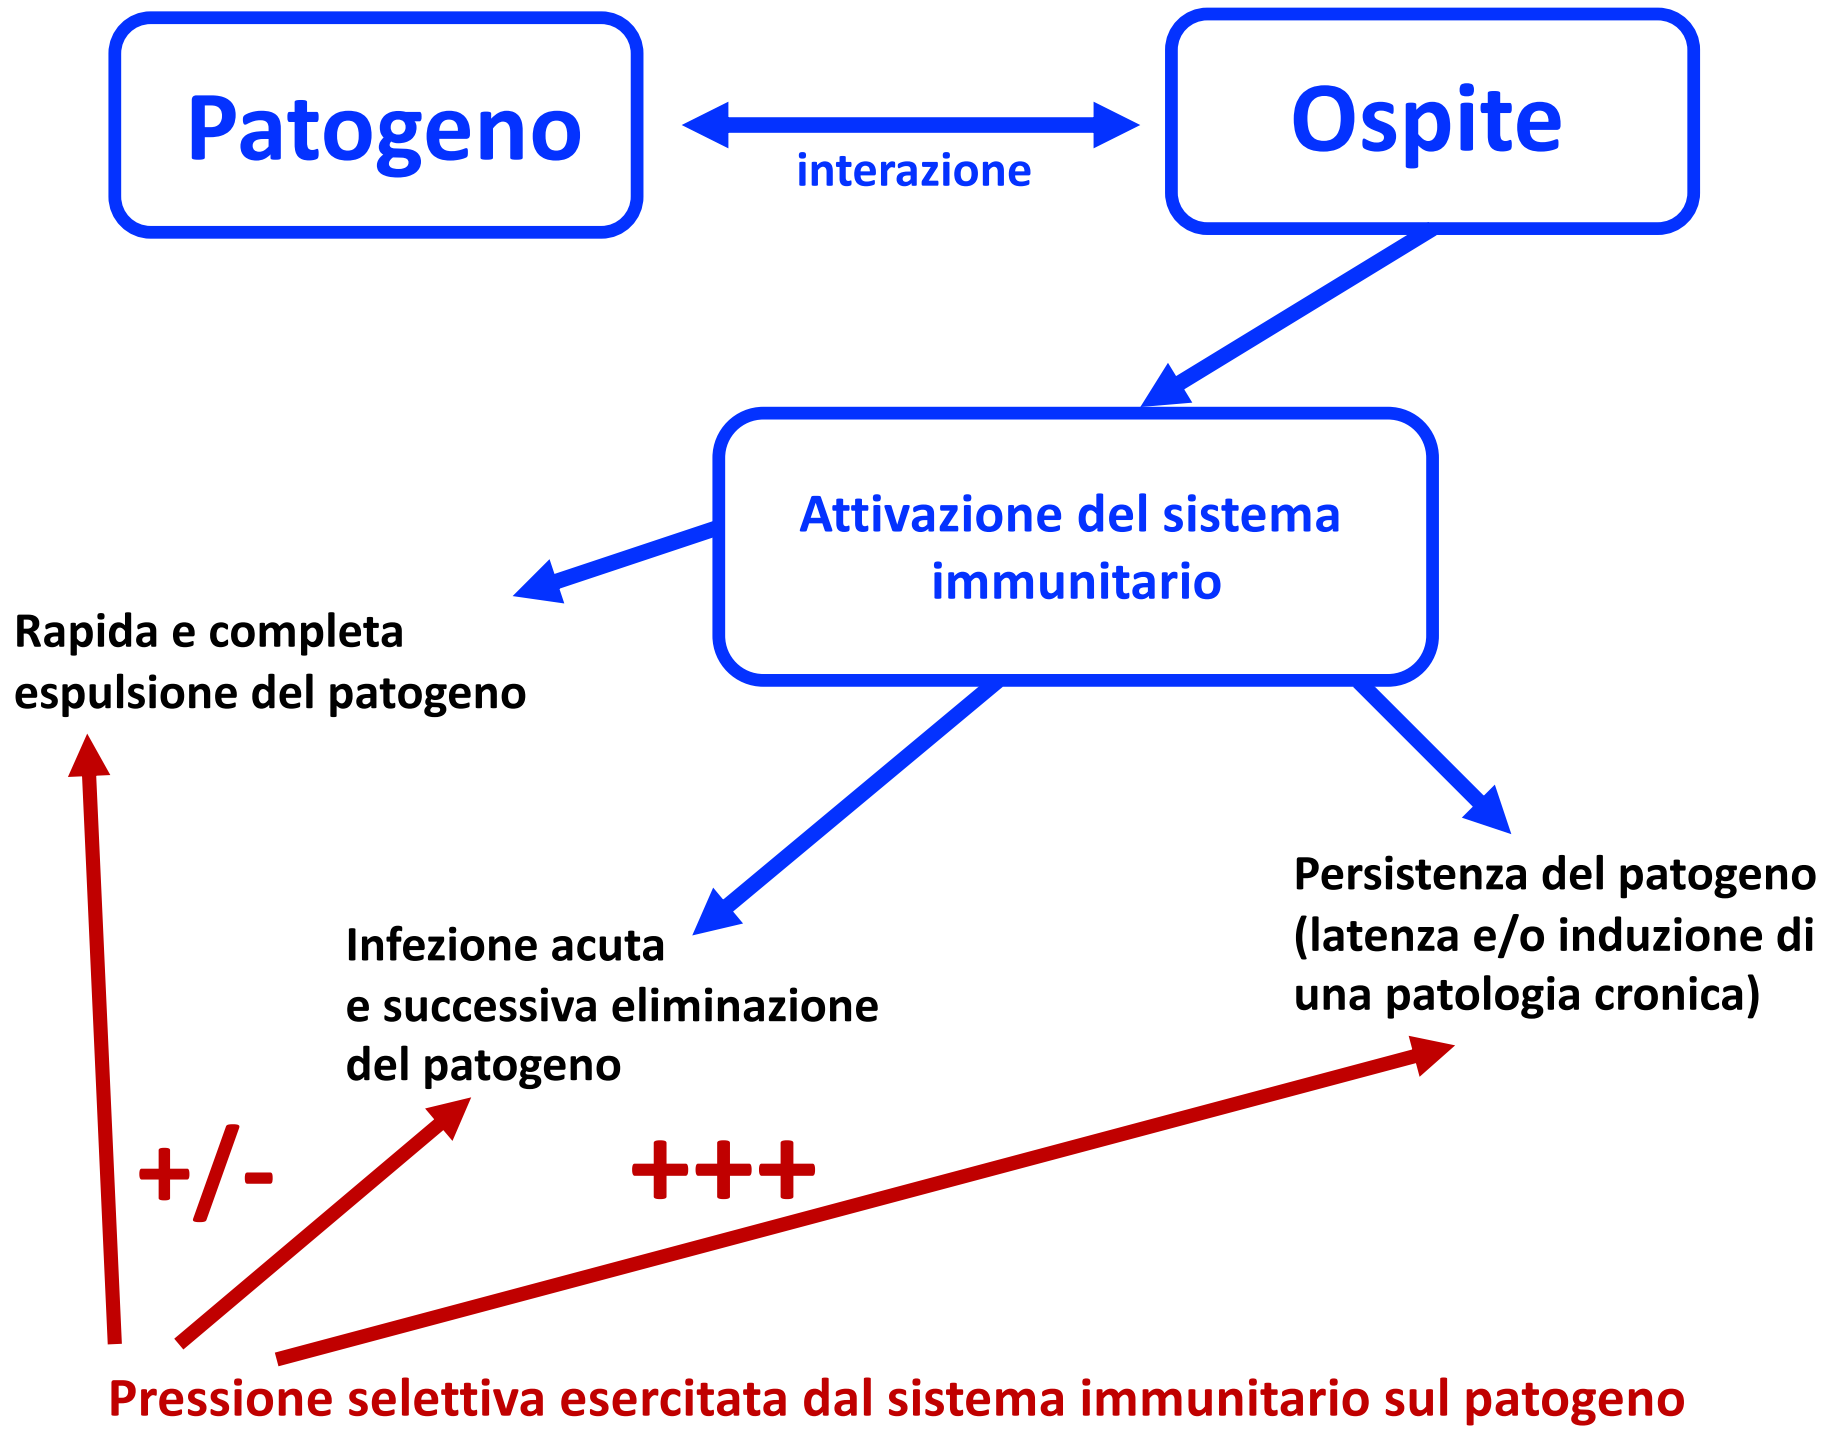 Patogeno
interazione
Ospite
Attivazione del sistema
immunitario
Rapida e completa
espulsione del patogeno
Infezione acuta
e successiva eliminazione
del patogeno
Persistenza del patogeno
(latenza e/o induzione di
una patologia cronica)
+/-
+++
Pressione selettiva esercitata dal sistema immunitario sul patogeno